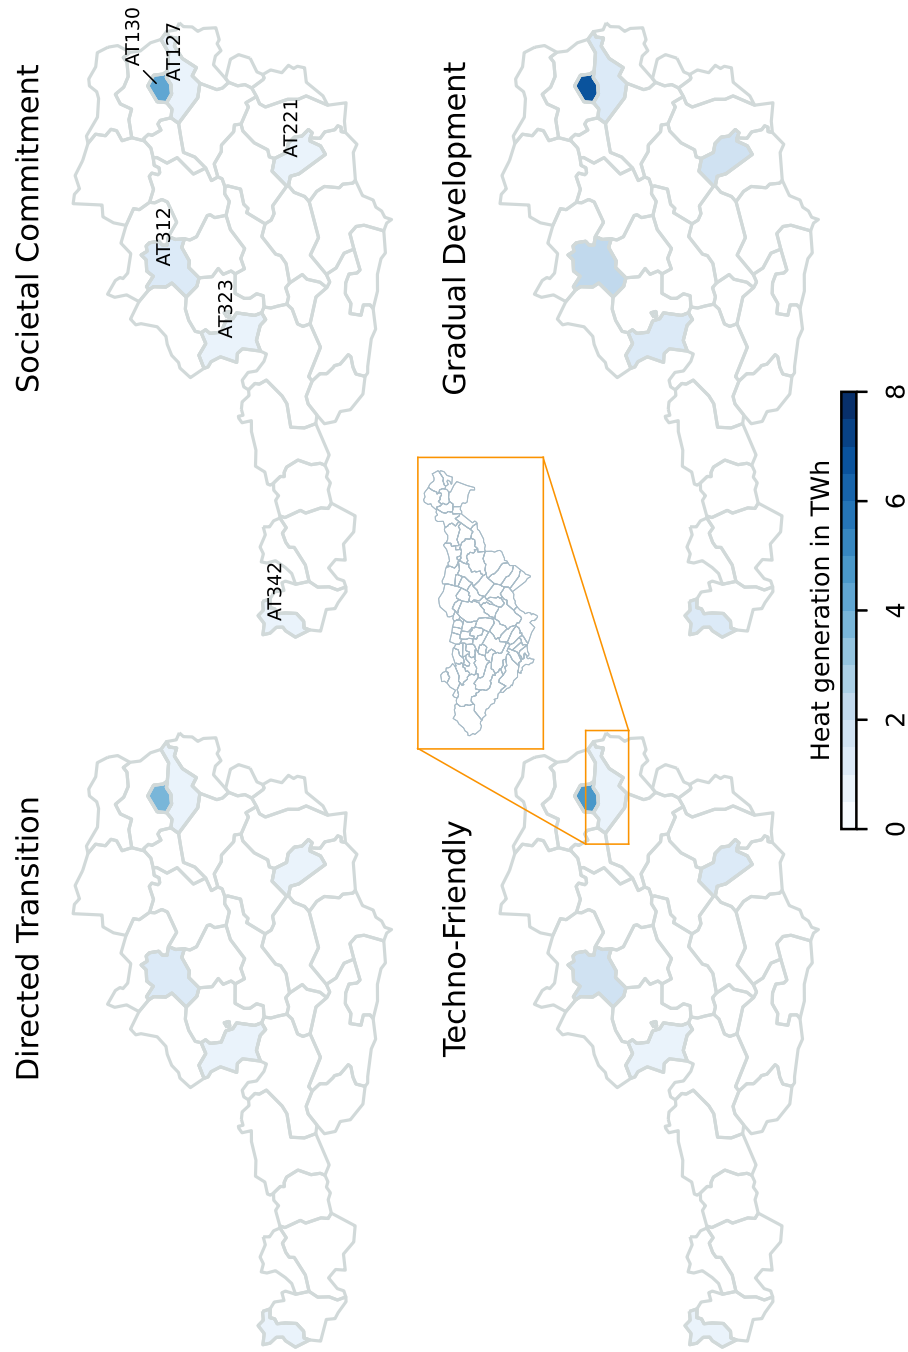 Directed Transition
Societal Commitment
AT130
AT127
AT312
AT221
AT323
AT342
Techno-Friendly
Gradual Development
Heat generation in TWh
0
2
4
6
8